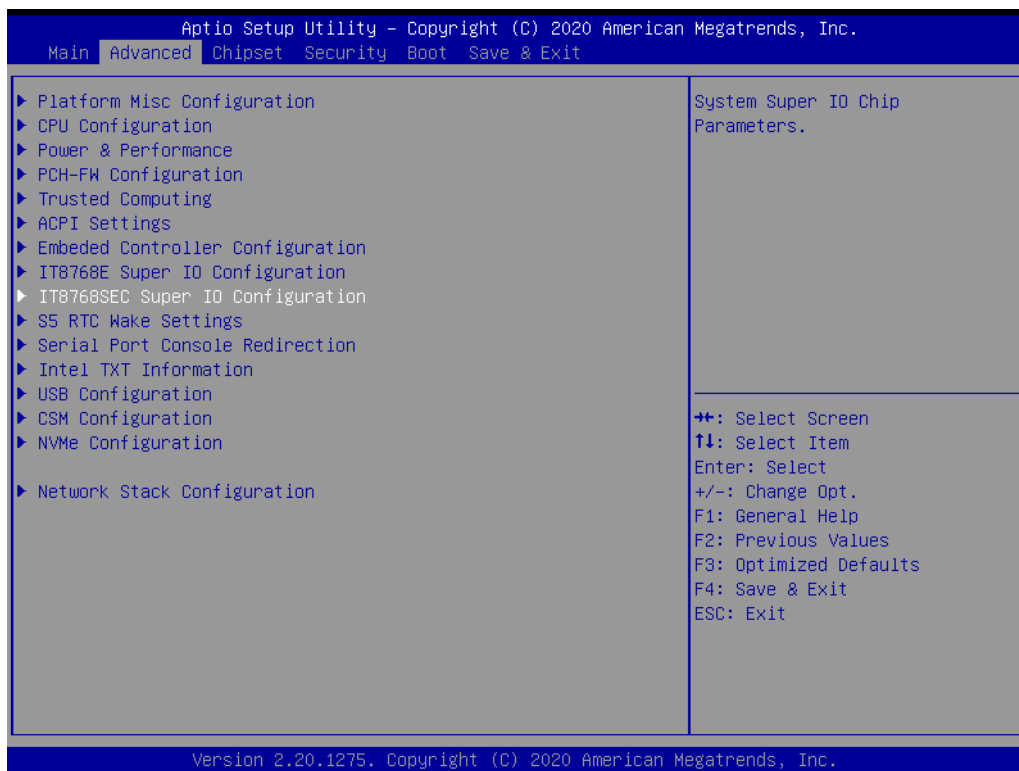 Aptio Setup Utility – Copyright (C) 2020 American Megatrends, Inc.
Main Advanced Chipset Security Boot Save & Exit
Platform Misc Configuration
CPU Configuration
Power & Performance
PCH-FW Configuration
Trusted Computing
ACPI Settings
Embeded Controller Configuration
IT8768E Super IO Configuration
IT8768SEC Super IO Configuration
S5 RTC Wake Settings
Serial Port Console Redirection
Intel TXT Information
USB Configuration
CSM Configuration
NVMe Configuration
Network Stack Configuration
System Super IO Chip
Parameters.
→←: Select Screen
↑↓: Select Item
Enter: Select
+/-: Change Opt.
F1: General Help
F2: Previous Values
F3: Optimized Defaults
F4: Save & Exit
ESC: Exit
Version 2.20.1275. Copyright (C) 2020 American Megatrends, Inc.